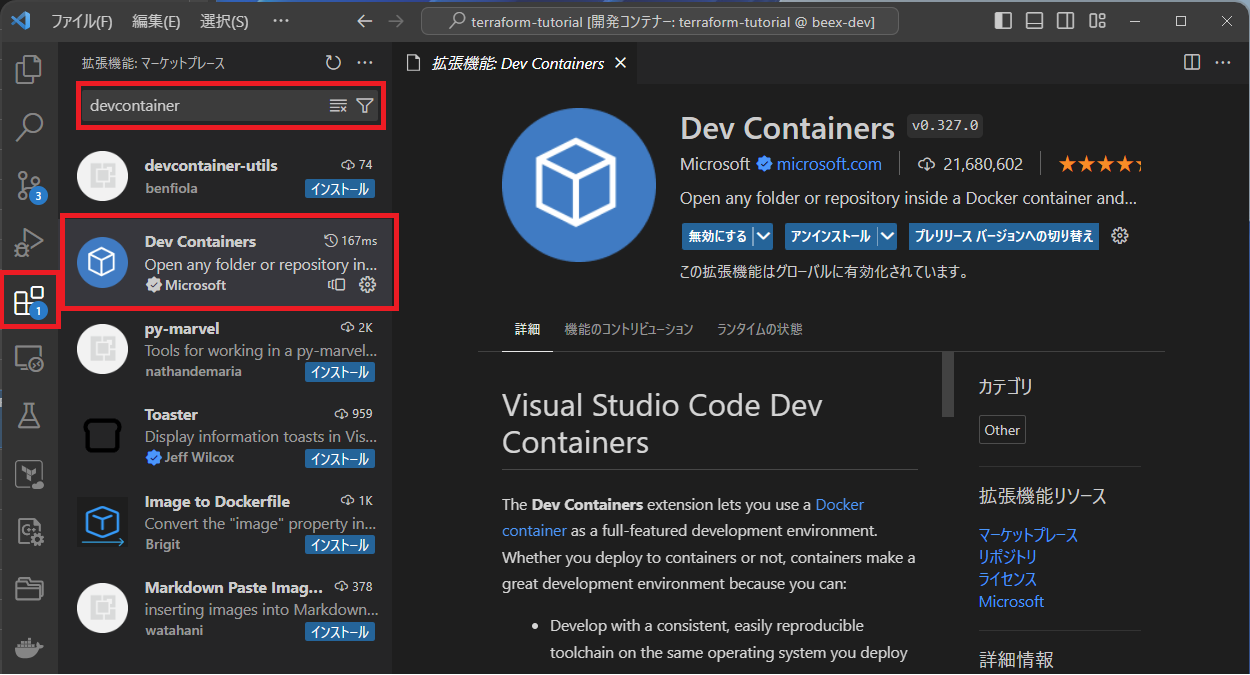 ファイル(F) 編集(E) 選択(S) ···
terraform-tutorial [開発コンテナー: terraform-tutorial @ beex-dev]
拡張機能: マーケットプレース
devcontainer
devcontainer-utils 74
benfiola インストール
Dev Containers 167ms
Open any folder or repository in...
Microsoft
py-marvel 2K
Tools for working in a py-marvel...
nathandemaria インストール
Toaster 959
Display information toasts in Vis...
Jeff Wilcox インストール
Image to Dockerfile 1K
Convert the "image" property in...
Brigit インストール
Markdown Paste Imag... 378
inserting images into Markdown...
watahani インストール
3
1
拡張機能: Dev Containers
Dev Containers v0.327.0
Microsoft microsoft.com 21,680,602
Open any folder or repository inside a Docker container and...
無効にする アンインストール プレリリース バージョンへの切り替え
この拡張機能はグローバルに有効化されています。
詳細 機能のコントリビューション ランタイムの状態
Visual Studio Code Dev
Containers
The Dev Containers extension lets you use a Docker
container as a full-featured development environment.
Whether you deploy to containers or not, containers make a
great development environment because you can:
• Develop with a consistent, easily reproducible
toolchain on the same operating system you deploy
カテゴリ
Other
拡張機能リソース
マーケットプレース
リポジトリ
ライセンス
Microsoft
詳細情報